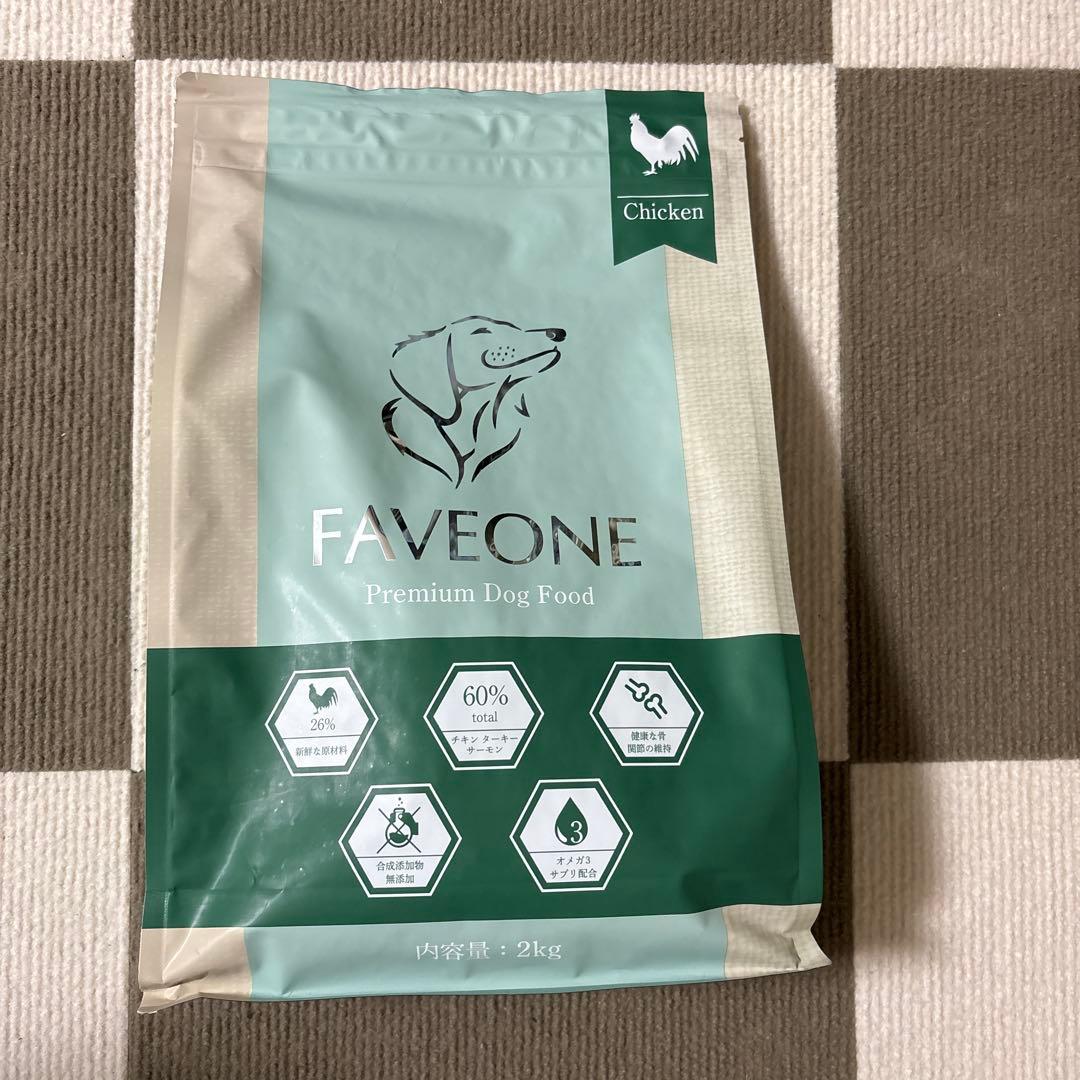 Chicken
FAVEONE
Premium Dog Food
26%
新鮮な原材料
60%
total
チキン ターキー
サーモン
健康な骨
関節の維持
合成添加物
無添加
3
オメガ3
サプリ配合
内容量：2kg